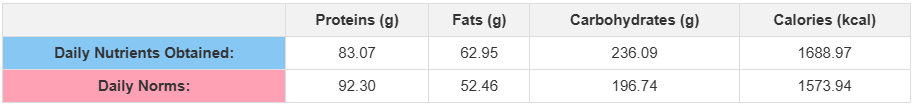 Proteins (g) Fats (g) Carbohydrates (g) Calories (kcal)
Daily Nutrients Obtained: 83.07 62.95 236.09 1688.97
Daily Norms: 92.30 52.46 196.74 1573.94